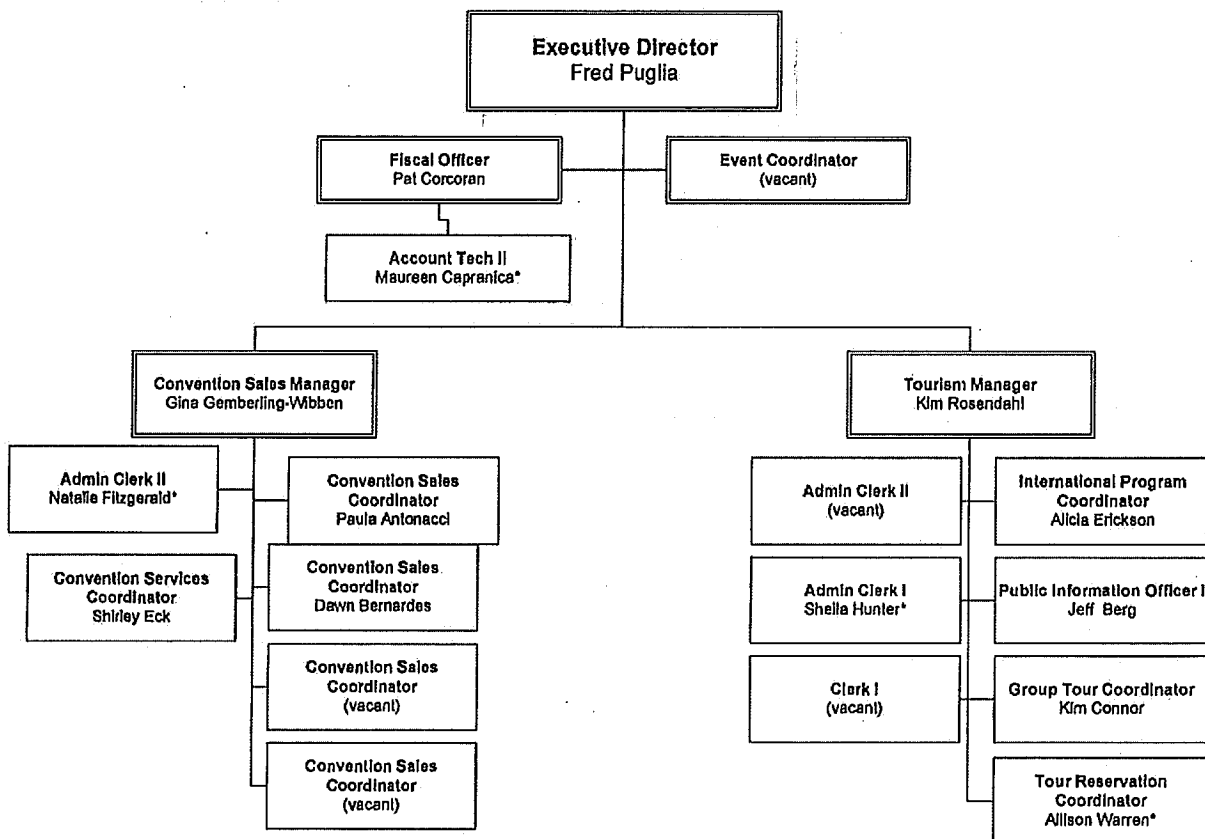 Executive Director
Fred Puglia
Fiscal Officer
Pat Corcoran
Event Coordinator
(vacant)
Account Tech II
Maureen Capranica*
Convention Sales Manager
Gina Gemberling-Wibben
Tourism Manager
Kim Rosendahl
Admin Clerk II
Natalie Fitzgerald*
Convention Sales
Coordinator
Paula Antonacci
Convention Services
Coordinator
Shirley Eck
Convention Sales
Coordinator
Dawn Bernardes
Convention Sales
Coordinator
(vacant)
Convention Sales
Coordinator
(vacant)
Admin Clerk II
(vacant)
International Program
Coordinator
Alicia Erickson
Admin Clerk I
Sheila Hunter*
Public Information Officer I
Jeff Berg
Clerk I
(vacant)
Group Tour Coordinator
Kim Connor
Tour Reservation
Coordinator
Allison Warren*